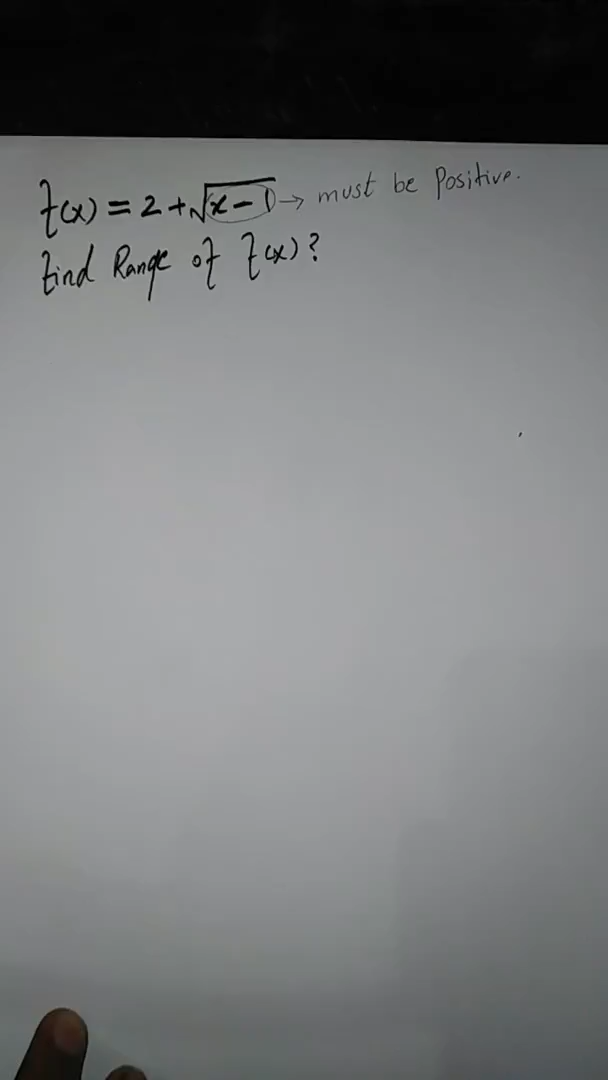 f(x) = 2 + √x - 1 → must be Positive.
find Range of f(x) ?